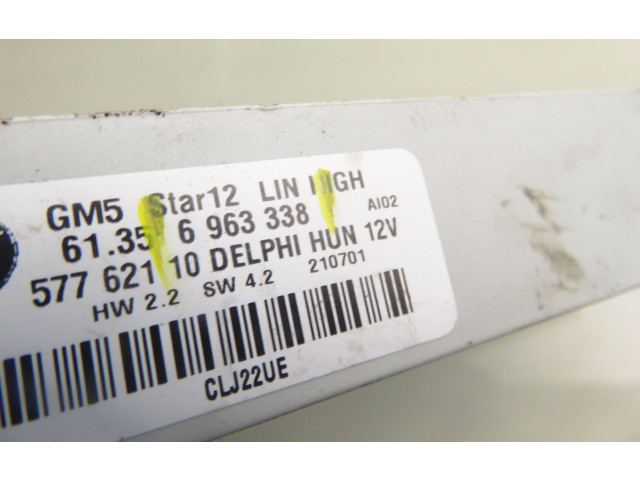 GM5 Star12 LIN HIGH
61.35 6 963 338 AI02
577 621 10 DELPHI HUN 12V
HW 2.2 SW 4.2 210701
CLJ22UE